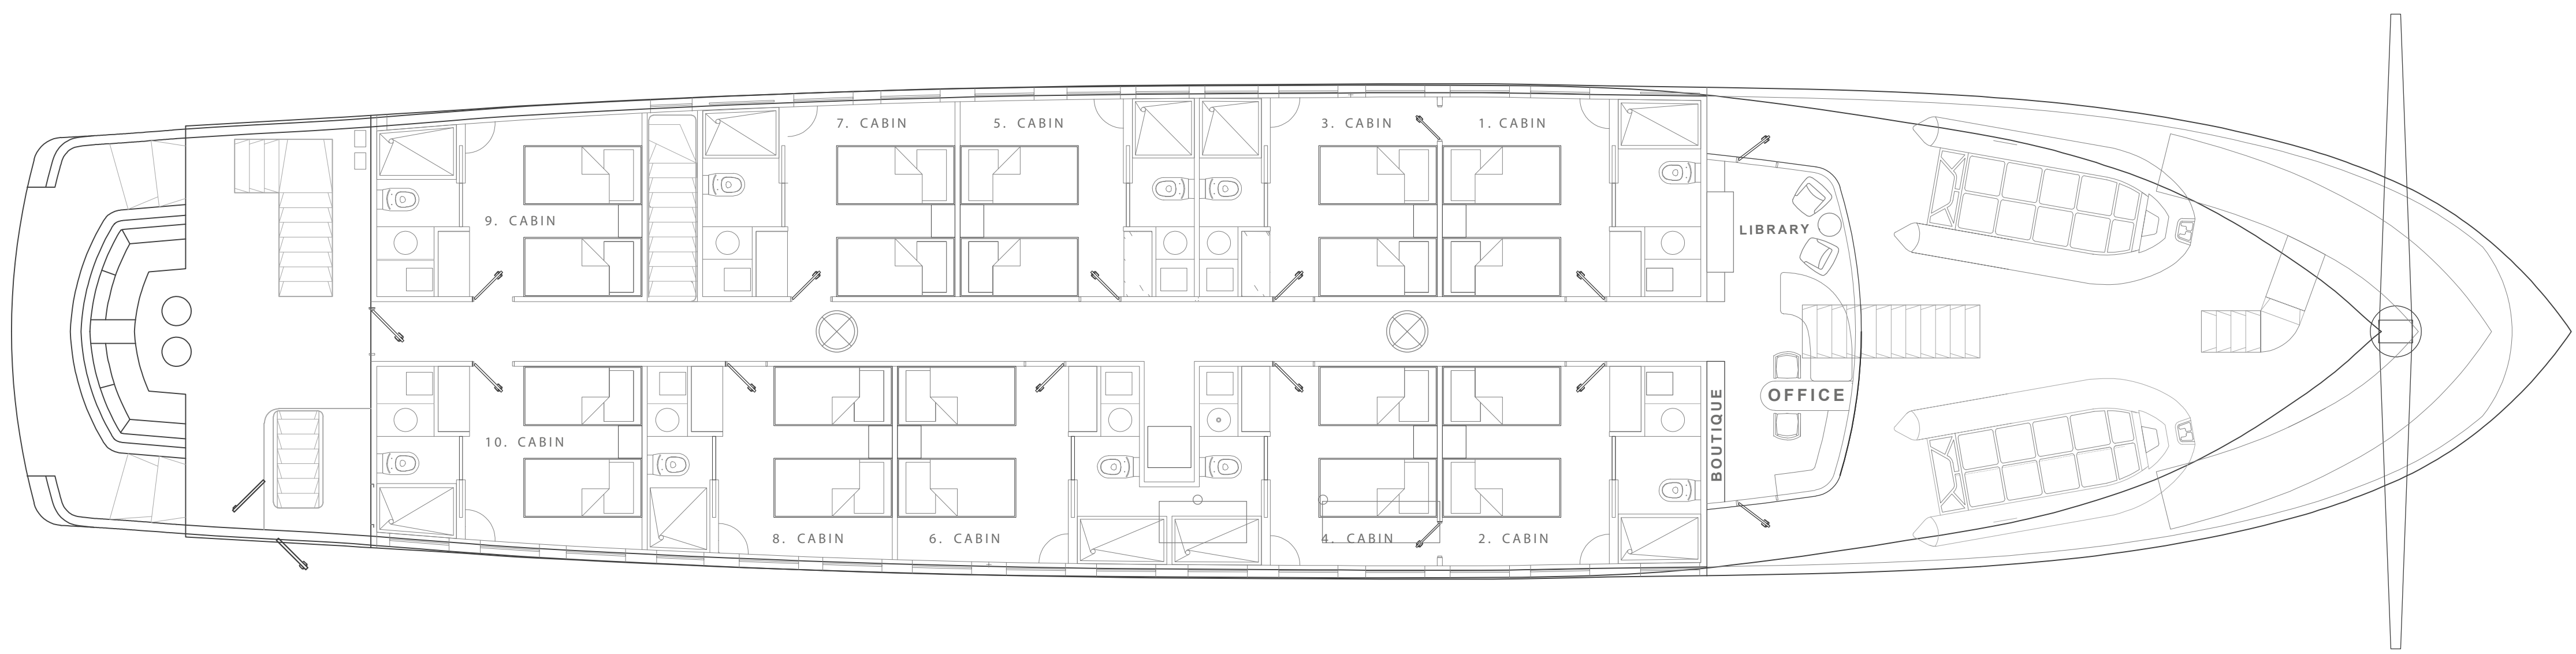 7. CABIN
5. CABIN
3. CABIN
1. CABIN
9. CABIN
LIBRARY
OFFICE
BOUTIQUE
10. CABIN
8. CABIN
6. CABIN
4. CABIN
2. CABIN